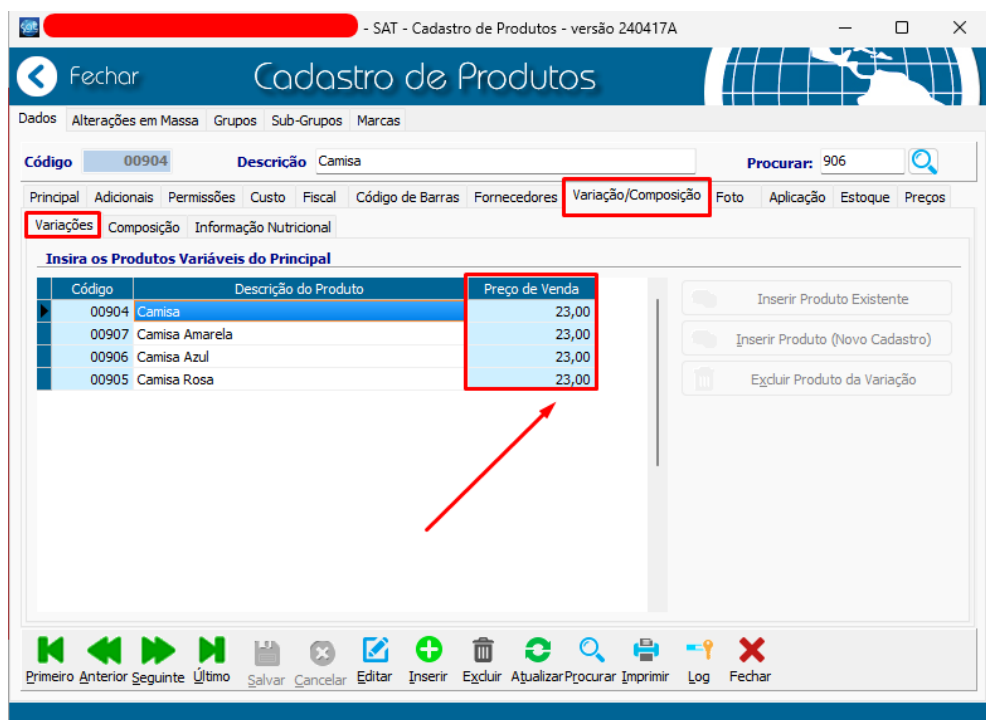 - SAT - Cadastro de Produtos - versão 240417A
Fechar Cadastro de Produtos
Dados Alterações em Massa Grupos Sub-Grupos Marcas
Código 00904 Descrição Camisa Procurar: 906
Principal Adicionais Permissões Custo Fiscal Código de Barras Fornecedores Variação/Composição Foto Aplicação Estoque Preços
Variações Composição Informação Nutricional
Insira os Produtos Variáveis do Principal
Código Descrição do Produto Preço de Venda
00904 Camisa 23,00
00907 Camisa Amarela 23,00
00906 Camisa Azul 23,00
00905 Camisa Rosa 23,00
Inserir Produto Existente
Inserir Produto (Novo Cadastro)
Excluir Produto da Variação
Primeiro Anterior Seguinte Último Salvar Cancelar Editar Inserir Excluir Atualizar Procurar Imprimir Log Fechar